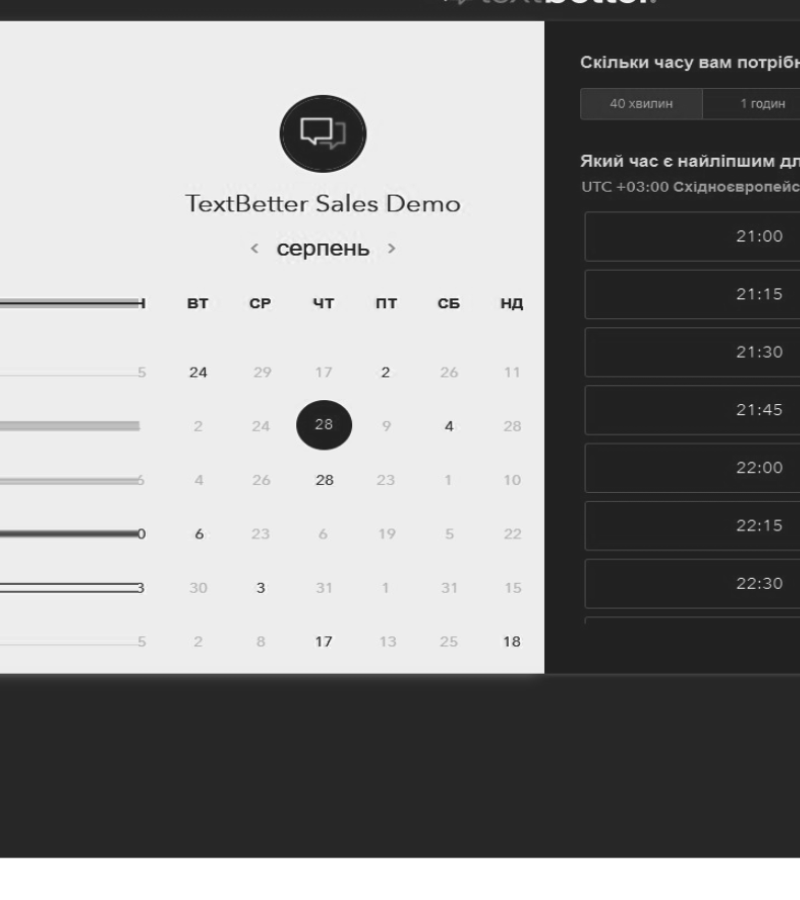 textbetter.
TextBetter Sales Demo
< серпень >
ВТ СР ЧТ ПТ СБ НД
5 24 29 17 2 26 11
2 24 28 9 4 28
6 4 26 28 23 1 10
0 6 23 6 19 5 22
3 30 3 31 1 31 15
5 2 8 17 13 25 18
Скільки часу вам
40 хвилин 1 годин
Який час є найліпшим
UTC +03:00
21:00
21:15
21:30
21:45
22:00
22:15
22:30